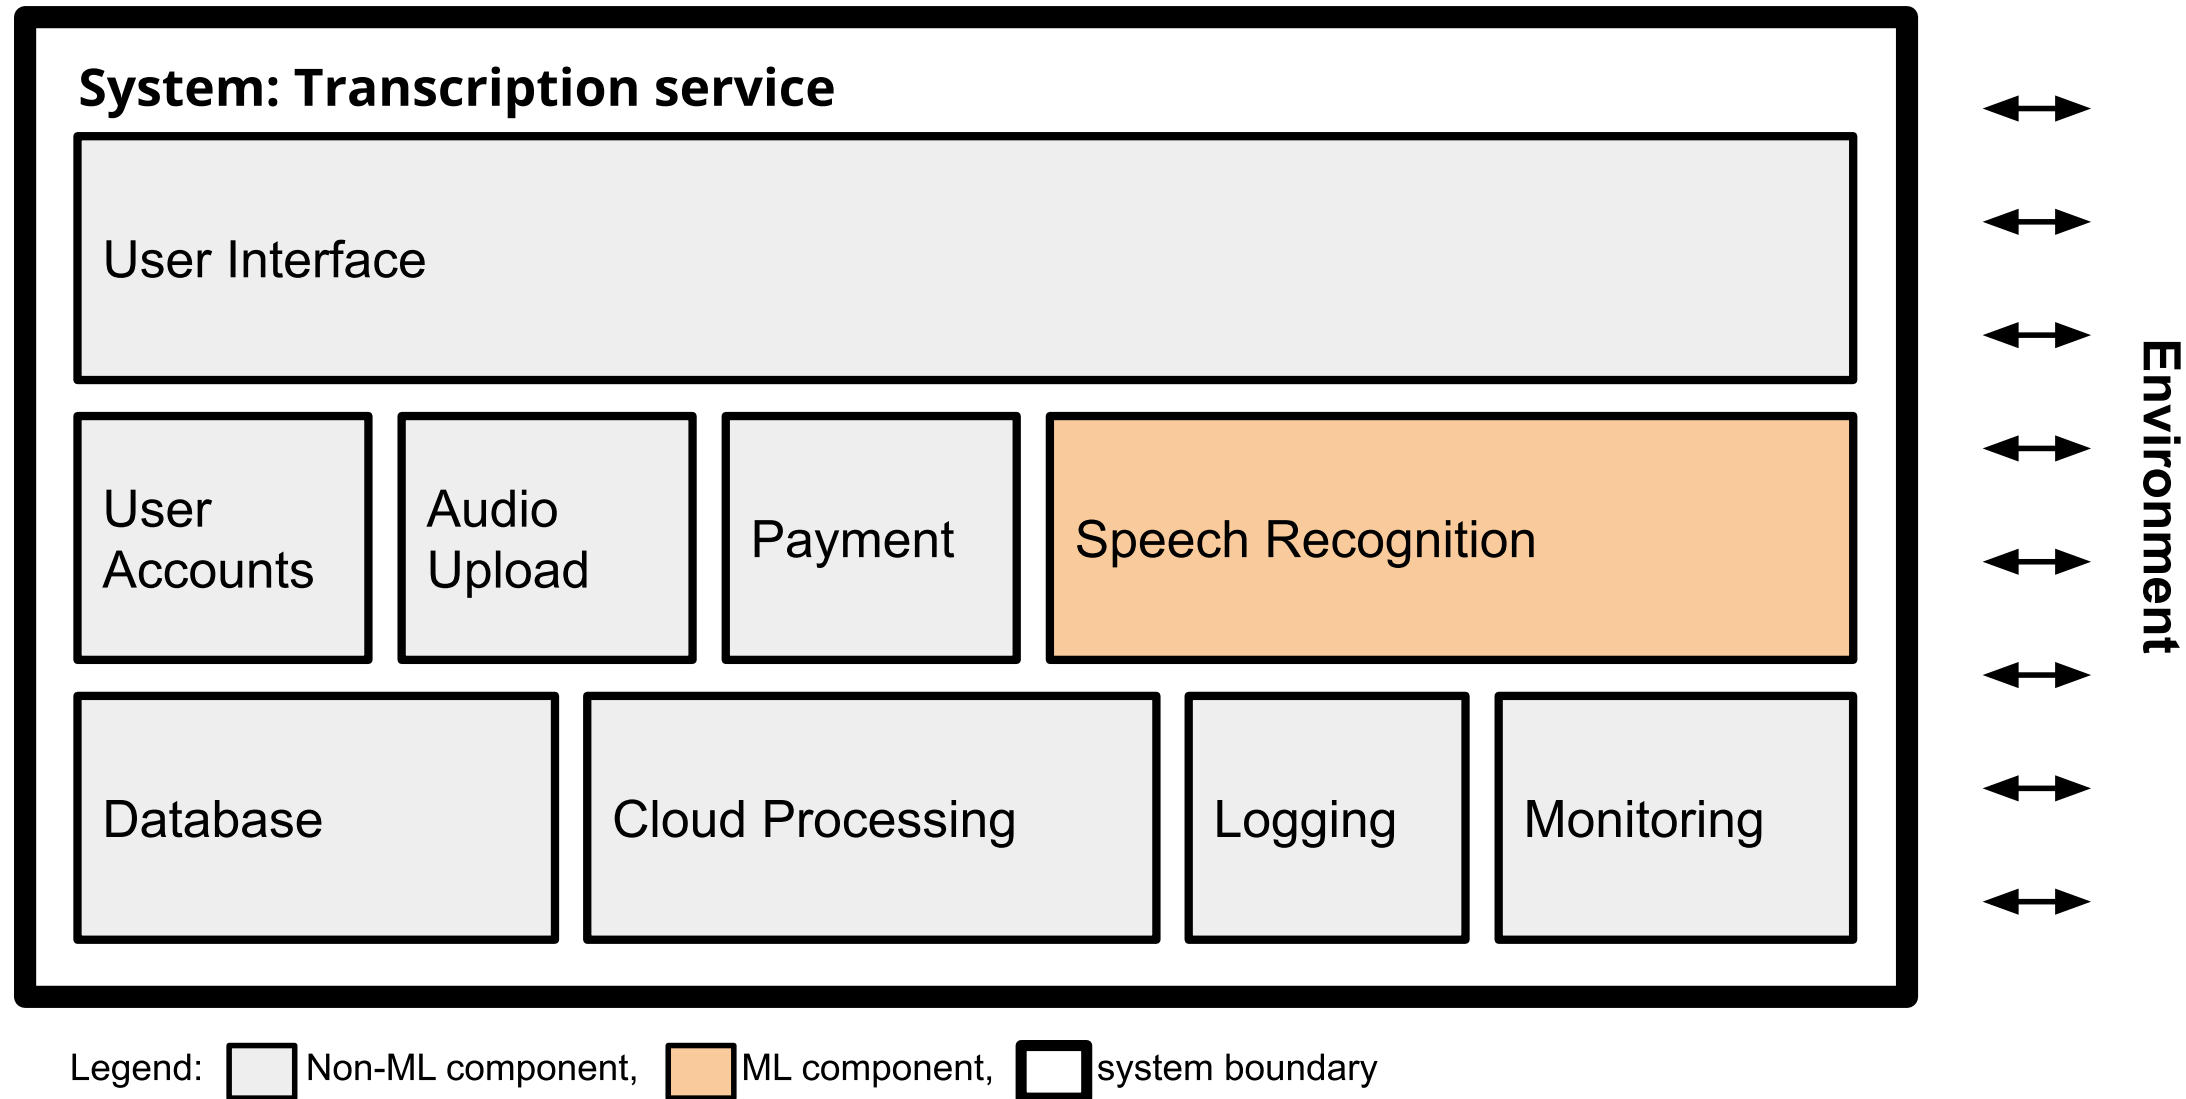 System: Transcription service
User Interface
User
Accounts
Audio
Upload
Payment
Speech Recognition
Database
Cloud Processing
Logging
Monitoring
Environment
Legend: Non-ML component, ML component, system boundary